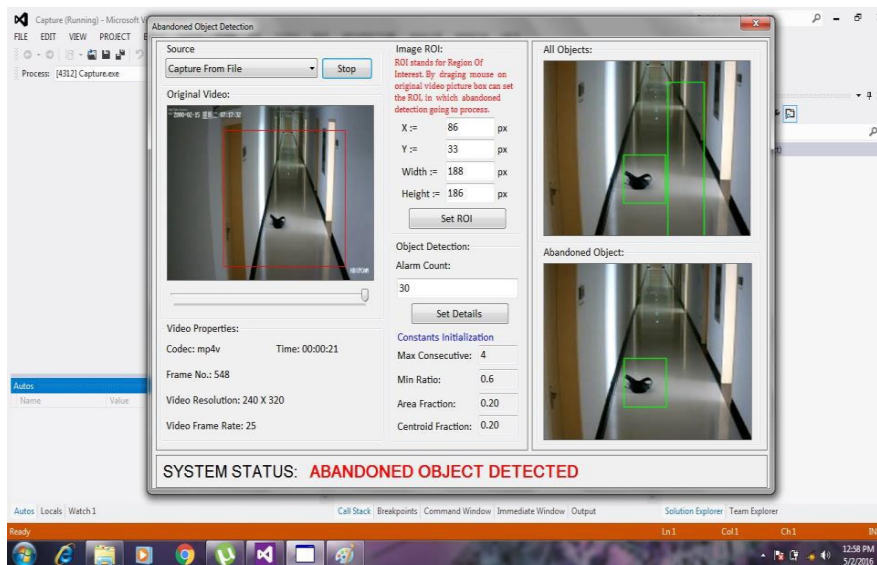 Capture (Running) - Microsoft V
FILE EDIT VIEW PROJECT
Process: [4312] Capture.exe
Abandoned Object Detection
Source
Capture From File
Stop
Original Video:
Image ROI:
ROI stands for Region Of
Interest. By draging mouse on
original video picture box can set
the ROI, in which abandoned
detection going to process.
X := 86 px
Y := 33 px
Width := 188 px
Height := 186 px
Set ROI
Object Detection:
Alarm Count:
30
Set Details
Constants Initialization
Max Consecutive: 4
Min Ratio: 0.6
Area Fraction: 0.20
Centroid Fraction: 0.20
Video Properties:
Codec: mp4v Time: 00:00:21
Frame No.: 548
Video Resolution: 240 X 320
Video Frame Rate: 25
All Objects:
Abandoned Object:
SYSTEM STATUS: ABANDONED OBJECT DETECTED
Autos
Name Value
Autos Locals Watch 1
Call Stack Breakpoints Command Window Immediate Window Output
Solution Explorer Team Explorer
Ready
Ln 1 Col 1 Ch 1 IN
12:58 PM
5/2/2016